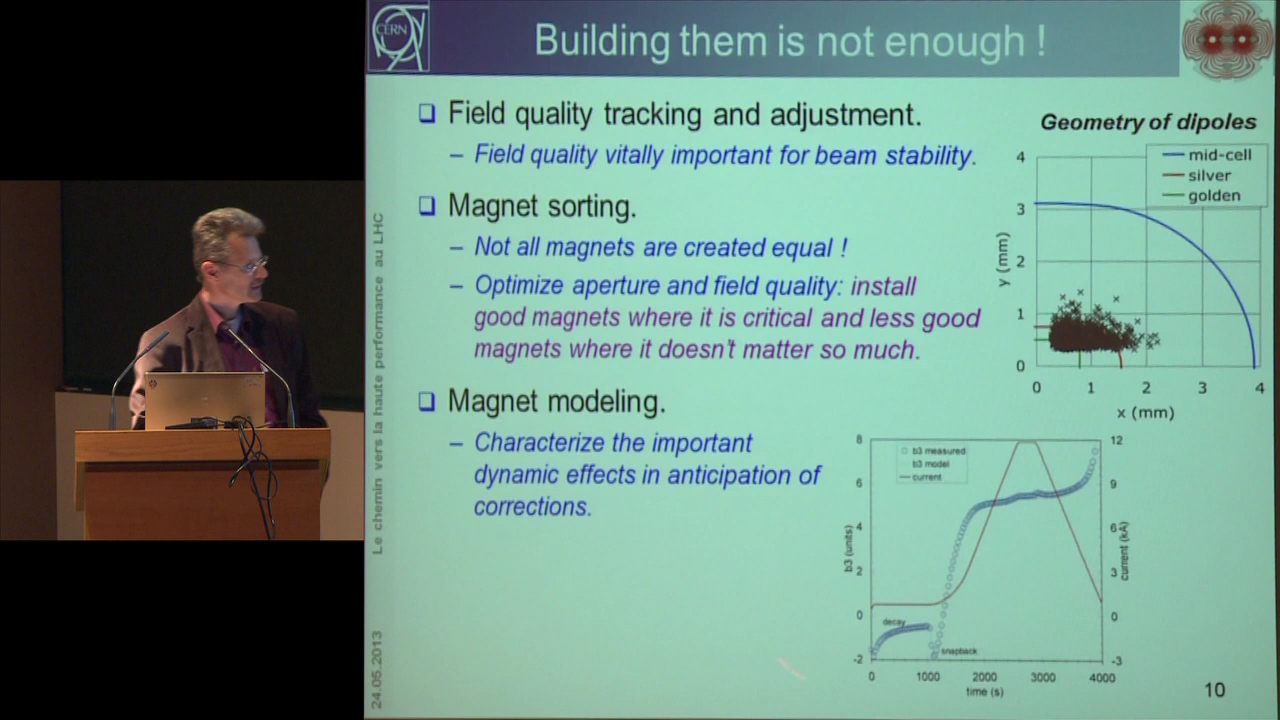 CERN
Building them is not enough !
❑ Field quality tracking and adjustment.
– Field quality vitally important for beam stability.
❑ Magnet sorting.
– Not all magnets are created equal !
– Optimize aperture and field quality: install
good magnets where it is critical and less good
magnets where it doesn't matter so much.
❑ Magnet modeling.
– Characterize the important
dynamic effects in anticipation of
corrections.
Geometry of dipoles
mid-cell
silver
golden
4
3
2
1
0
y (mm)
0 1 2 3 4
x (mm)
b3 measured
b3 model
current
8
6
4
2
0
-2
b3 (units)
12
9
6
3
0
-3
current (kA)
decay
snapback
0 1000 2000 3000 4000
time (s)
Le chemin vers la haute performance au LHC
24.05.2013
10